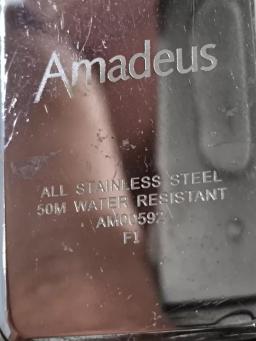 Amadeus
ALL STAINLESS STEEL
50M WATER RESISTANT
AM00592
F1